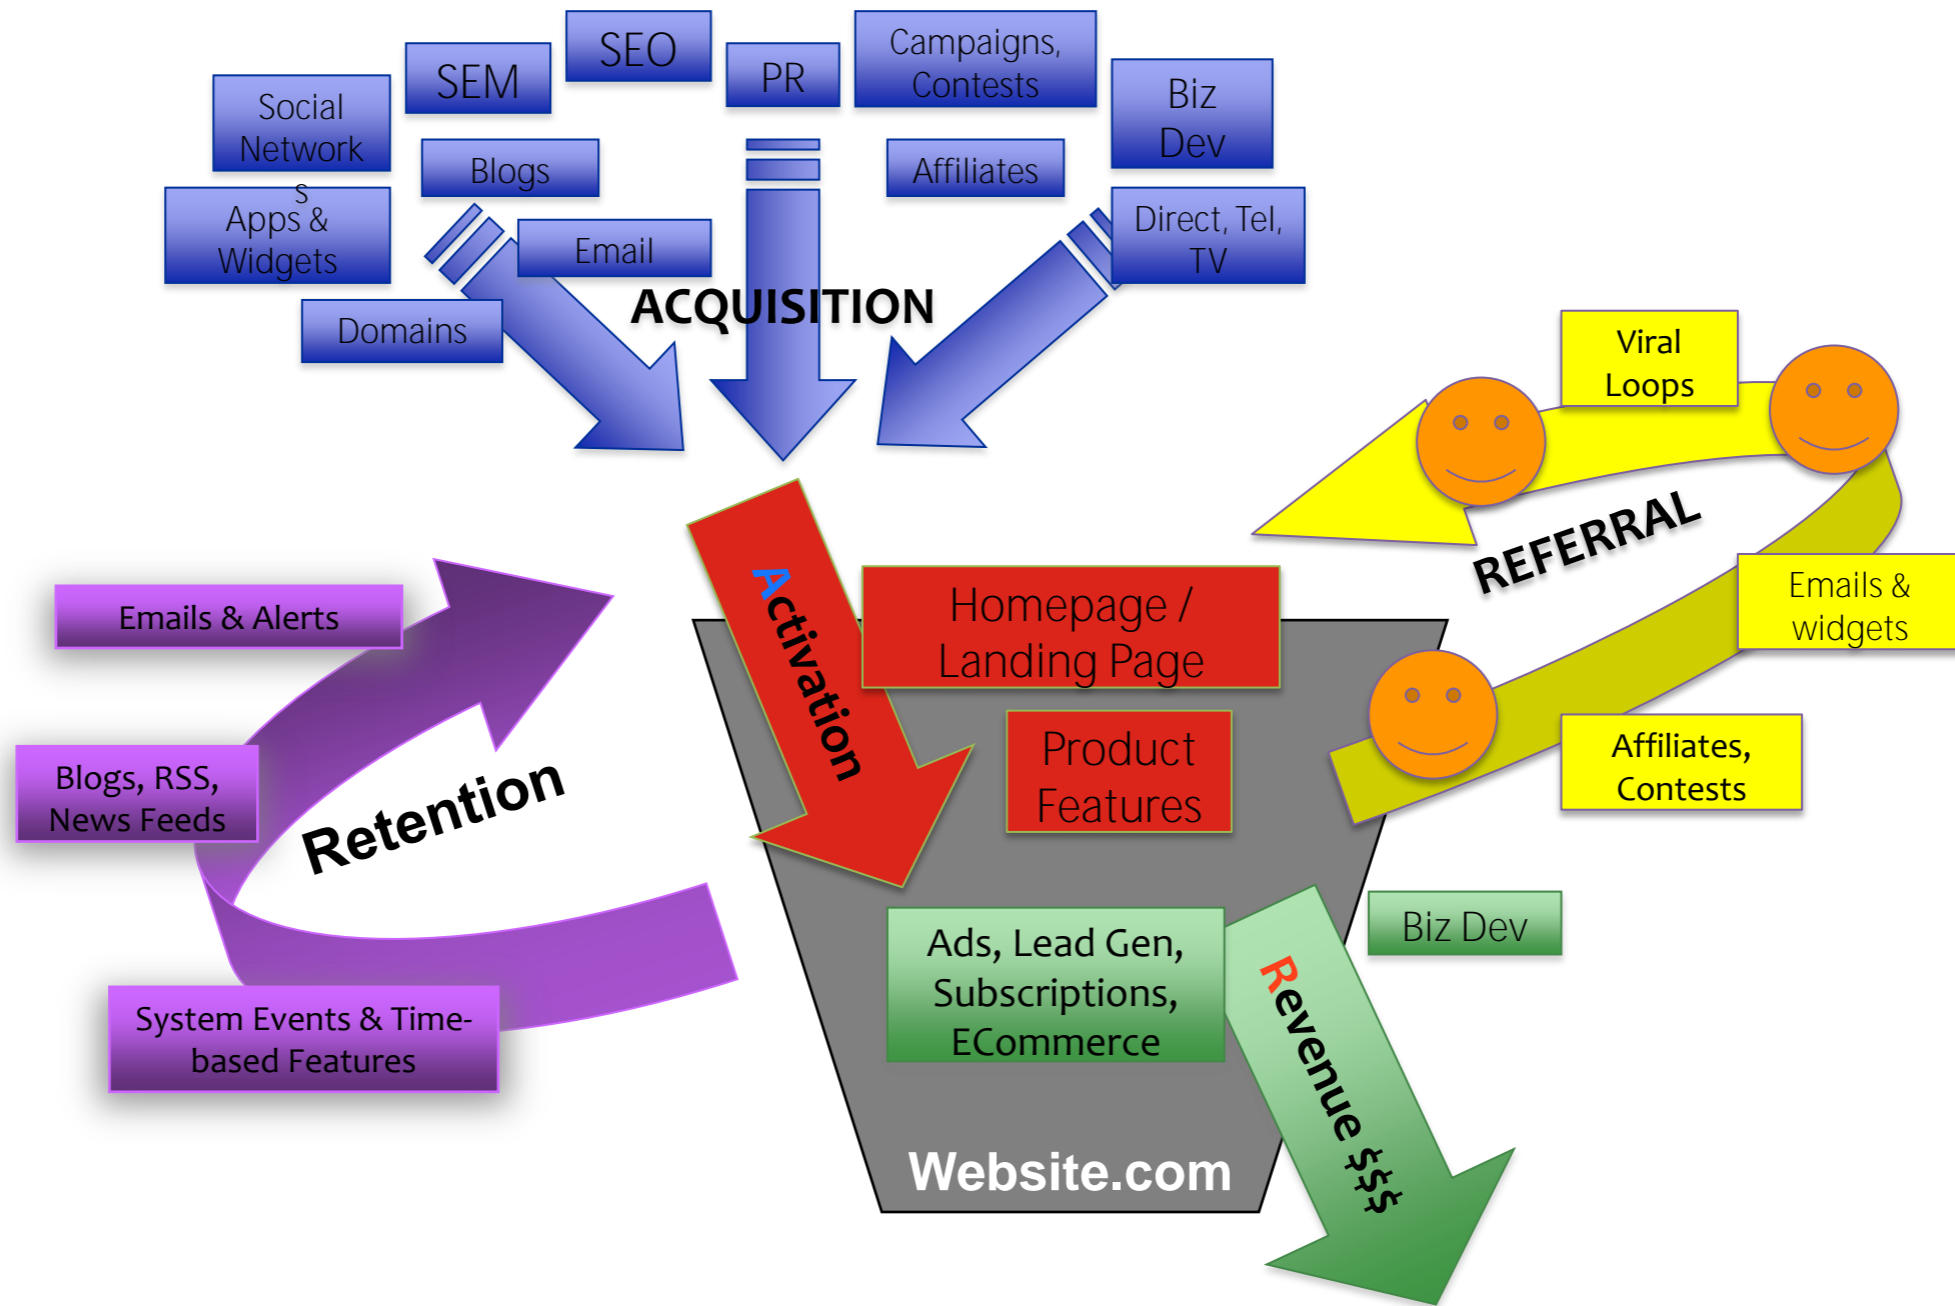 SEO
SEM
PR
Campaigns,
Contests
Social
Network
s
Biz
Dev
Blogs
Affiliates
Apps &
Widgets
Email
Direct, Tel,
TV
ACQUISITION
Domains
Viral
Loops
REFERRAL
Emails &
widgets
Affiliates,
Contests
Activation
Homepage /
Landing Page
Product
Features
Emails & Alerts
Blogs, RSS,
News Feeds
Retention
System Events & Time-
based Features
Ads, Lead Gen,
Subscriptions,
ECommerce
Biz Dev
Revenue $$$
Website.com